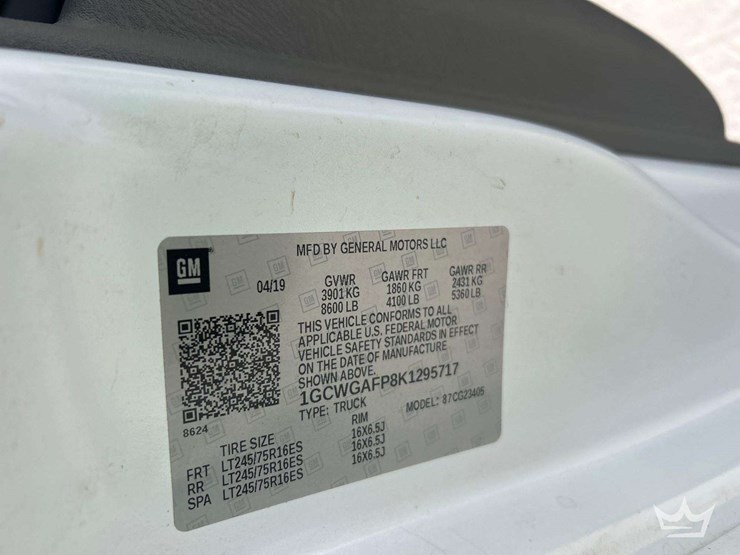 GM
MFD BY GENERAL MOTORS LLC
04/19
GVWR GAWR FRT GAWR RR
3901 KG 1860 KG 2431 KG
8600 LB 4100 LB 5360 LB
THIS VEHICLE CONFORMS TO ALL
APPLICABLE U.S. FEDERAL MOTOR
VEHICLE SAFETY STANDARDS IN EFFECT
ON THE DATE OF MANUFACTURE
SHOWN ABOVE.
1GCWGAFP8K1295717
TYPE: TRUCK MODEL: 87CG23405
8624
TIRE SIZE RIM
FRT LT245/75R16ES 16X6.5J
RR LT245/75R16ES 16X6.5J
SPA LT245/75R16ES 16X6.5J